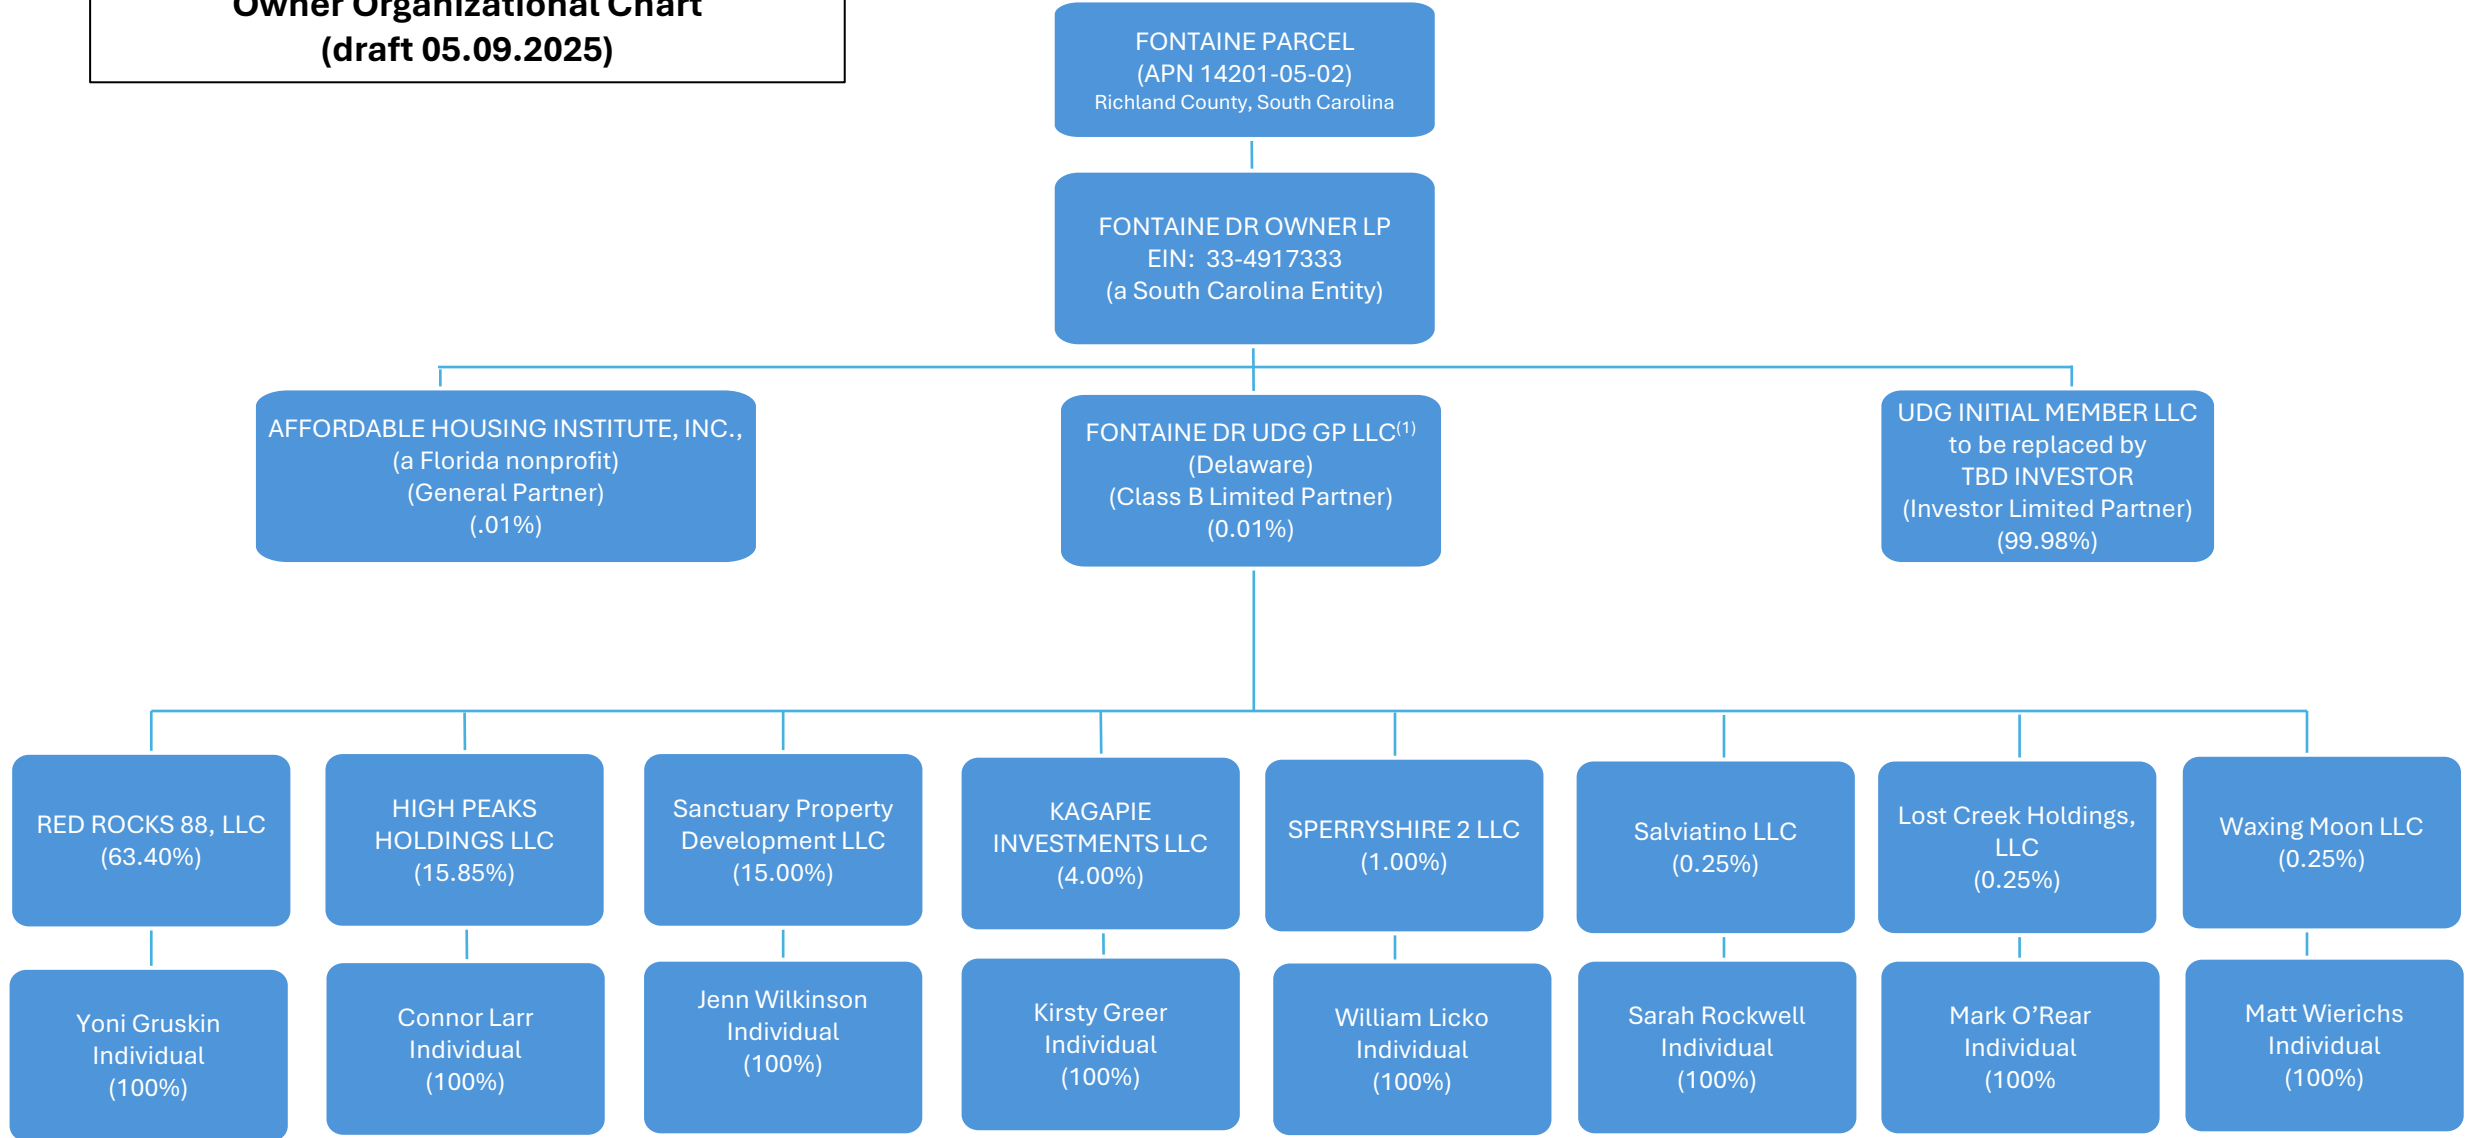 Owner Organizational Chart
(draft 05.09.2025)
FONTAINE PARCEL
(APN 14201-05-02)
Richland County, South Carolina
FONTAINE DR OWNER LP
EIN:  33-4917333
(a South Carolina Entity)
AFFORDABLE HOUSING INSTITUTE, INC.,
(a Florida nonprofit)
(General Partner)
(.01%)
FONTAINE DR UDG GP LLC(1)
(Delaware)
(Class B Limited Partner)
(0.01%)
UDG INITIAL MEMBER LLC
to be replaced by
TBD INVESTOR
(Investor Limited Partner)
(99.98%)
RED ROCKS 88, LLC
(63.40%)
HIGH PEAKS
HOLDINGS LLC
(15.85%)
Sanctuary Property
Development LLC
(15.00%)
KAGAPIE
INVESTMENTS LLC
(4.00%)
SPERRYSHIRE 2 LLC
(1.00%)
Salviatino LLC
(0.25%)
Lost Creek Holdings,
LLC
(0.25%)
Waxing Moon LLC
(0.25%)
Yoni Gruskin
Individual
(100%)
Connor Larr
Individual
(100%)
Jenn Wilkinson
Individual
(100%)
Kirsty Greer
Individual
(100%)
William Licko
Individual
(100%)
Sarah Rockwell
Individual
(100%)
Mark O’Rear
Individual
(100%
Matt Wierichs
Individual
(100%)